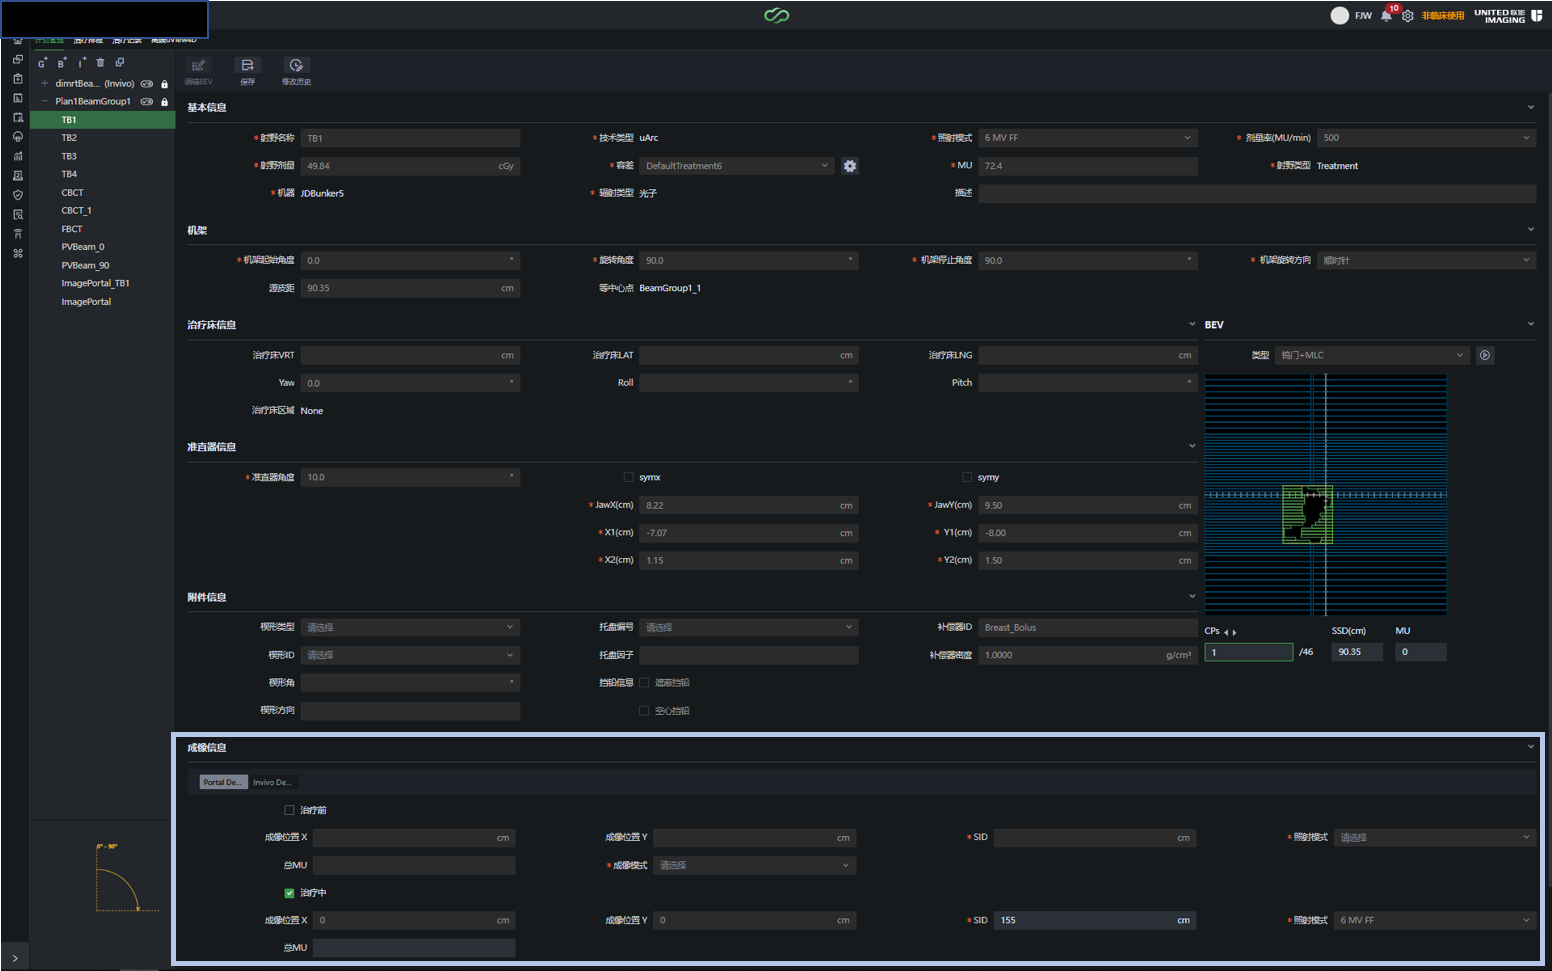 FJW 10 非临床使用 UNITED 联影 IMAGING
计划管理 治疗排程 治疗记录
G+ B+ I+
编辑BEV 保存 修改历史
dimrtBea... (Invivo)
Plan1BeamGroup1
TB1
TB2
TB3
TB4
CBCT
CBCT_1
FBCT
PVBeam_0
PVBeam_90
ImagePortal_TB1
ImagePortal
0° - 90°
基本信息
* 射野名称 TB1 * 技术类型 uArc * 照射模式 6 MV FF * 剂量率(MU/min) 500
* 射野剂量 49.84 cGy * 容差 DefaultTreatment6 * MU 72.4 * 射野类型 Treatment
* 机器 JDBunker5 * 辐射类型 光子 描述
机架
* 机架起始角度 0.0 ° * 旋转角度 90.0 ° * 机架停止角度 90.0 ° * 机架旋转方向 顺时针
源皮距 90.35 cm 等中心点 BeamGroup1_1
治疗床信息
治疗床VRT cm 治疗床LAT cm 治疗床LNG cm
Yaw 0.0 ° Roll ° Pitch °
治疗床区域 None
BEV
类型 钨门+MLC
CPs SSD(cm) MU
1 /46 90.35 0
准直器信息
* 准直器角度 10.0 ° symx symy
* JawX(cm) 8.22 cm * JawY(cm) 9.50 cm
* X1(cm) -7.07 cm * Y1(cm) -8.00 cm
* X2(cm) 1.15 cm * Y2(cm) 1.50 cm
附件信息
楔形类型 请选择 托盘编号 请选择 补偿器ID Breast_Bolus
楔形ID 请选择 托盘因子 补偿器密度 1.0000 g/cm³
楔形角 ° 挡铅信息 遮蔽挡铅
楔形方向 空心挡铅
成像信息
Portal De... Invivo De...
治疗前
成像位置 X cm 成像位置 Y cm * SID cm * 照射模式 请选择
总MU * 成像模式 请选择
治疗中
成像位置 X 0 cm 成像位置 Y 0 cm * SID 155 cm * 照射模式 6 MV FF
总MU